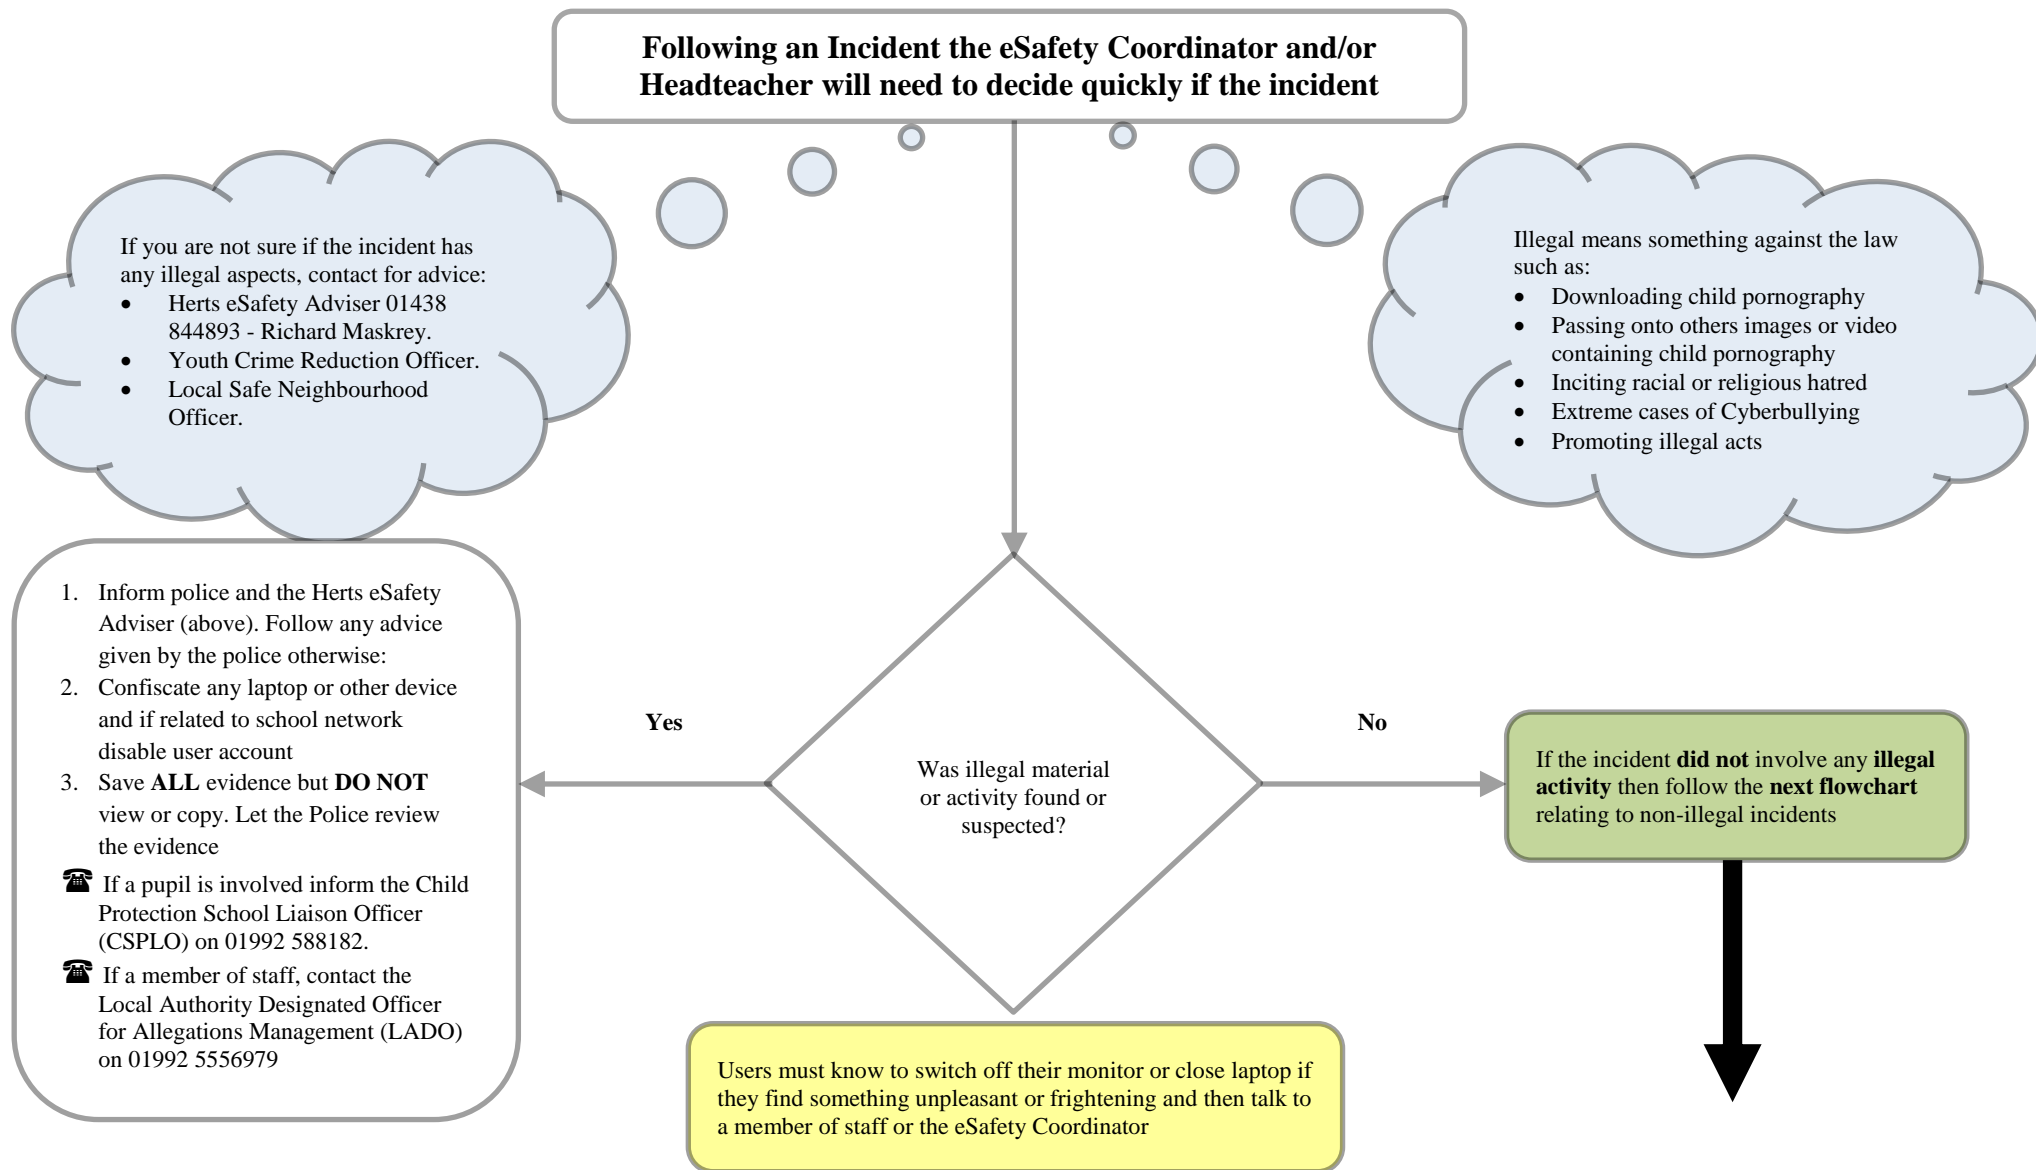 Following an Incident the eSafety Coordinator and/or
Headteacher will need to decide quickly if the incident
If you are not sure if the incident has
any illegal aspects, contact for advice:
• Herts eSafety Adviser 01438
844893 - Richard Maskrey.
• Youth Crime Reduction Officer.
• Local Safe Neighbourhood
Officer.
Illegal means something against the law
such as:
• Downloading child pornography
• Passing onto others images or video
containing child pornography
• Inciting racial or religious hatred
• Extreme cases of Cyberbullying
• Promoting illegal acts
1. Inform police and the Herts eSafety
Adviser (above). Follow any advice
given by the police otherwise:
2. Confiscate any laptop or other device
and if related to school network
disable user account
3. Save ALL evidence but DO NOT
view or copy. Let the Police review
the evidence
☎ If a pupil is involved inform the Child
Protection School Liaison Officer
(CSPLO) on 01992 588182.
☎ If a member of staff, contact the
Local Authority Designated Officer
for Allegations Management (LADO)
on 01992 5556979
Yes
Was illegal material
or activity found or
suspected?
No
If the incident did not involve any illegal
activity then follow the next flowchart
relating to non-illegal incidents
Users must know to switch off their monitor or close laptop if
they find something unpleasant or frightening and then talk to
a member of staff or the eSafety Coordinator